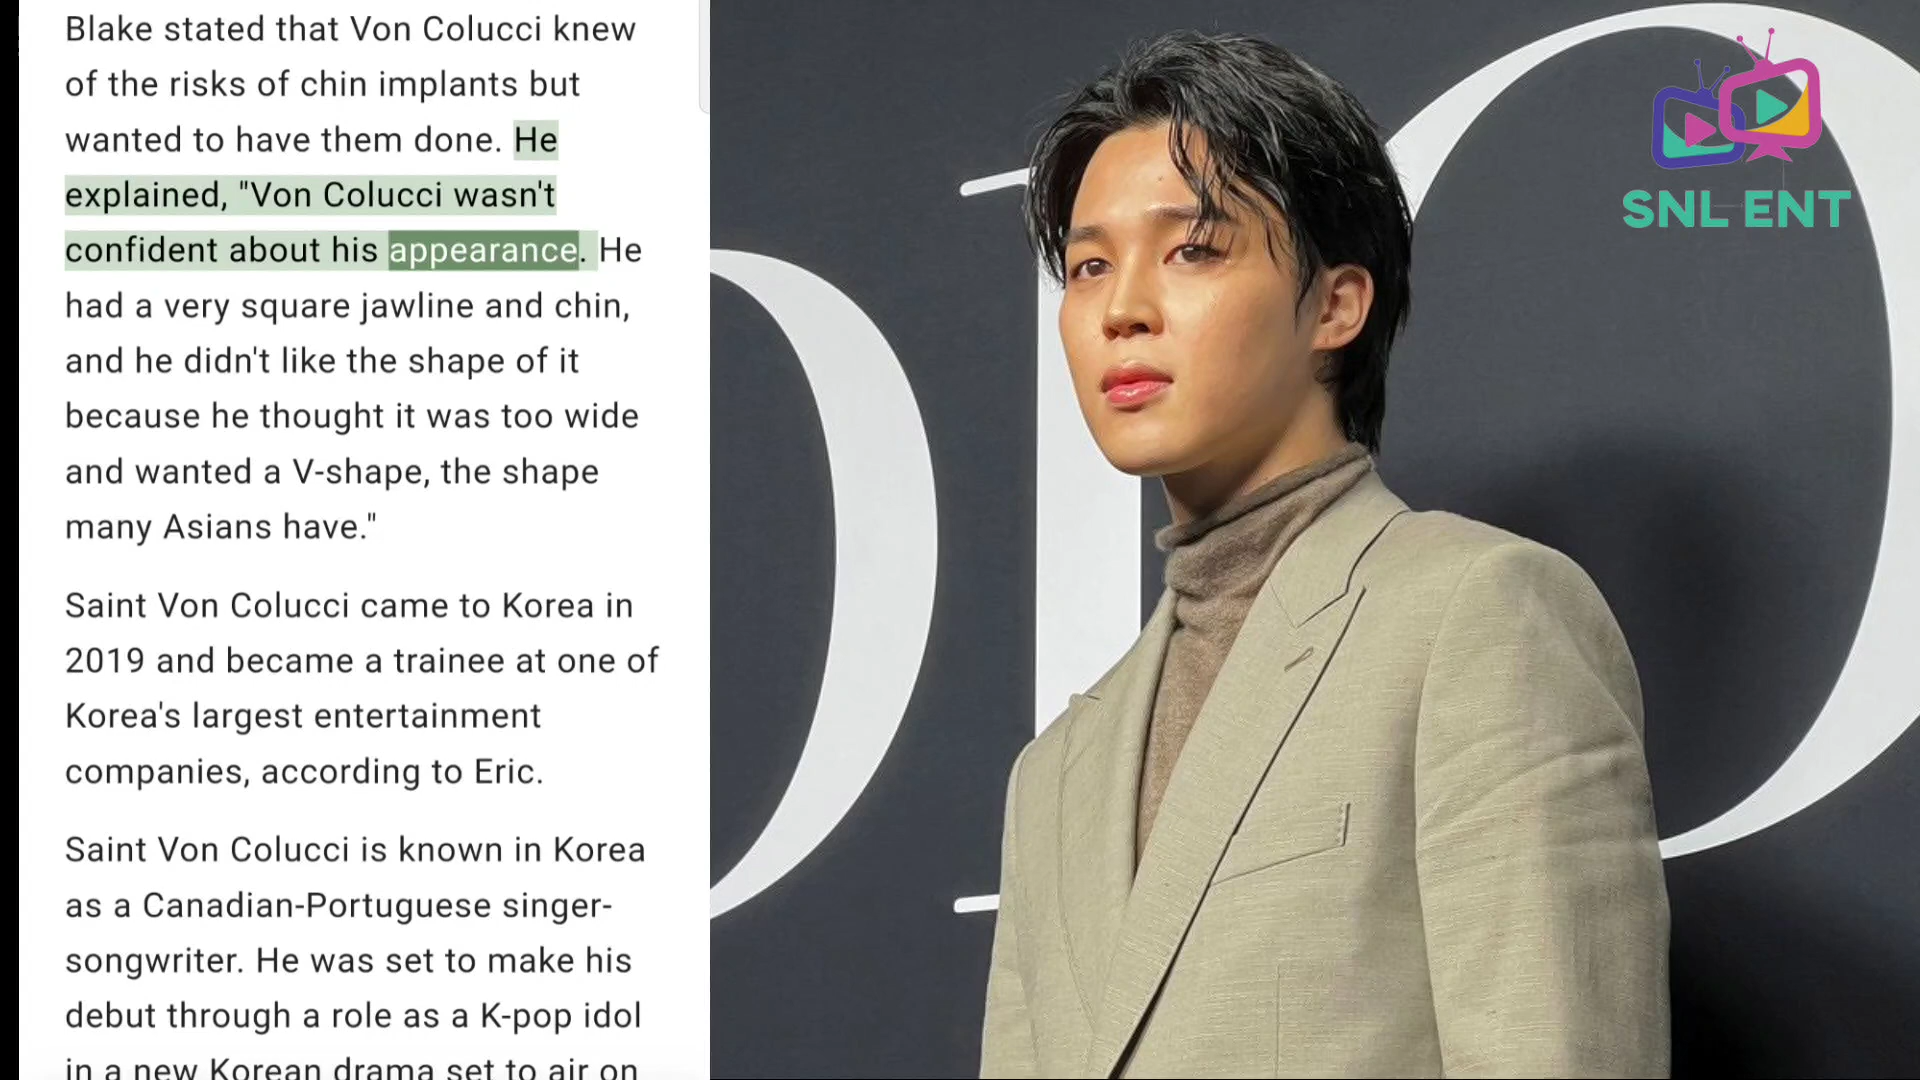 Blake stated that Von Colucci knew
of the risks of chin implants but
wanted to have them done. He
explained, "Von Colucci wasn't
confident about his appearance. He
had a very square jawline and chin,
and he didn't like the shape of it
because he thought it was too wide
and wanted a V-shape, the shape
many Asians have."
Saint Von Colucci came to Korea in
2019 and became a trainee at one of
Korea's largest entertainment
companies, according to Eric.
Saint Von Colucci is known in Korea
as a Canadian-Portuguese singer-
songwriter. He was set to make his
debut through a role as a K-pop idol
in a new Korean drama set to air on
DIO
SNL ENT